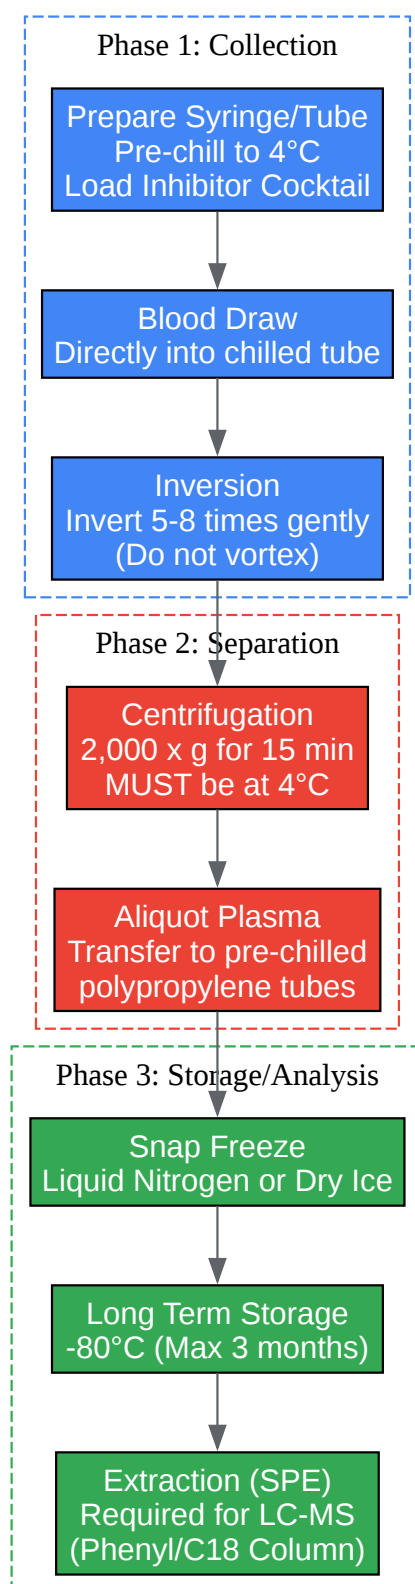 Phase 1: Collection
Prepare Syringe/Tube
Pre-chill to 4°C
Load Inhibitor Cocktail
Blood Draw
Directly into chilled tube
Inversion
Invert 5-8 times gently
(Do not vortex)
Phase 2: Separation
Centrifugation
2,000 x g for 15 min
MUST be at 4°C
Aliquot Plasma
Transfer to pre-chilled
polypropylene tubes
Phase 3: Storage/Analysis
Snap Freeze
Liquid Nitrogen or Dry Ice
Long Term Storage
-80°C (Max 3 months)
Extraction (SPE)
Required for LC-MS
(Phenyl/C18 Column)